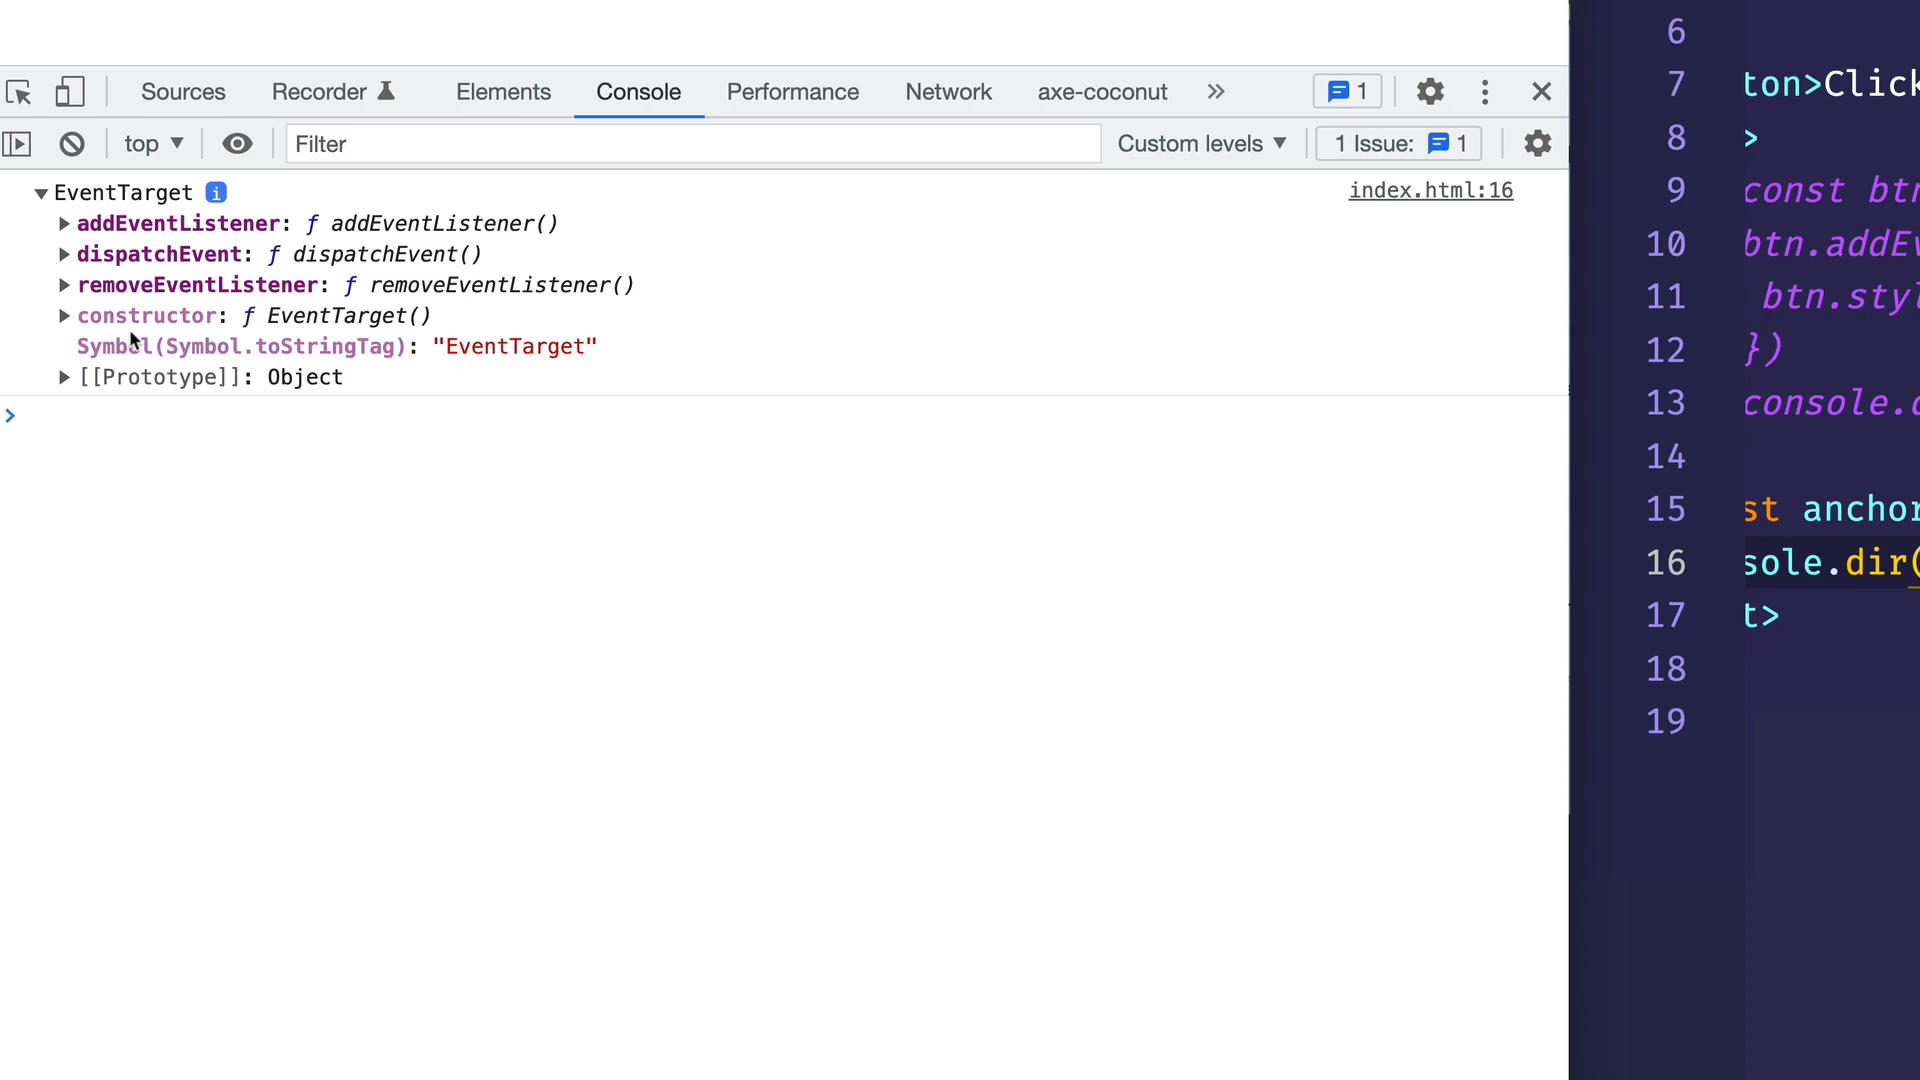 Sources Recorder Elements Console Performance Network axe-coconut » 1
top ▼ Filter Custom levels ▼ 1 Issue: 1
▼ EventTarget i index.html:16
▶ addEventListener: ƒ addEventListener()
▶ dispatchEvent: ƒ dispatchEvent()
▶ removeEventListener: ƒ removeEventListener()
▶ constructor: ƒ EventTarget()
Symbol(Symbol.toStringTag): "EventTarget"
▶ [[Prototype]]: Object
>
6
7 ton>Click
8 >
9 const btn
10 btn.addEv
11 btn.styl
12 })
13 console.d
14
15 st anchor
16 sole.dir(
17 t>
18
19